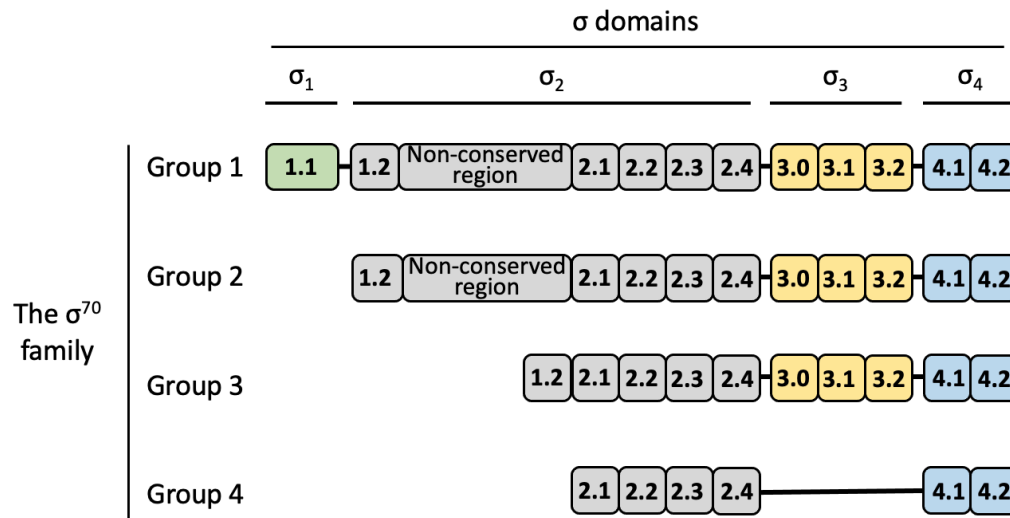 σ domains
σ₁ σ₂ σ₃ σ₄
Group 1 1.1 1.2 Non-conserved region 2.1 2.2 2.3 2.4 3.0 3.1 3.2 4.1 4.2
Group 2 1.2 Non-conserved region 2.1 2.2 2.3 2.4 3.0 3.1 3.2 4.1 4.2
The σ⁷⁰
family
Group 3 1.2 2.1 2.2 2.3 2.4 3.0 3.1 3.2 4.1 4.2
Group 4 2.1 2.2 2.3 2.4 4.1 4.2